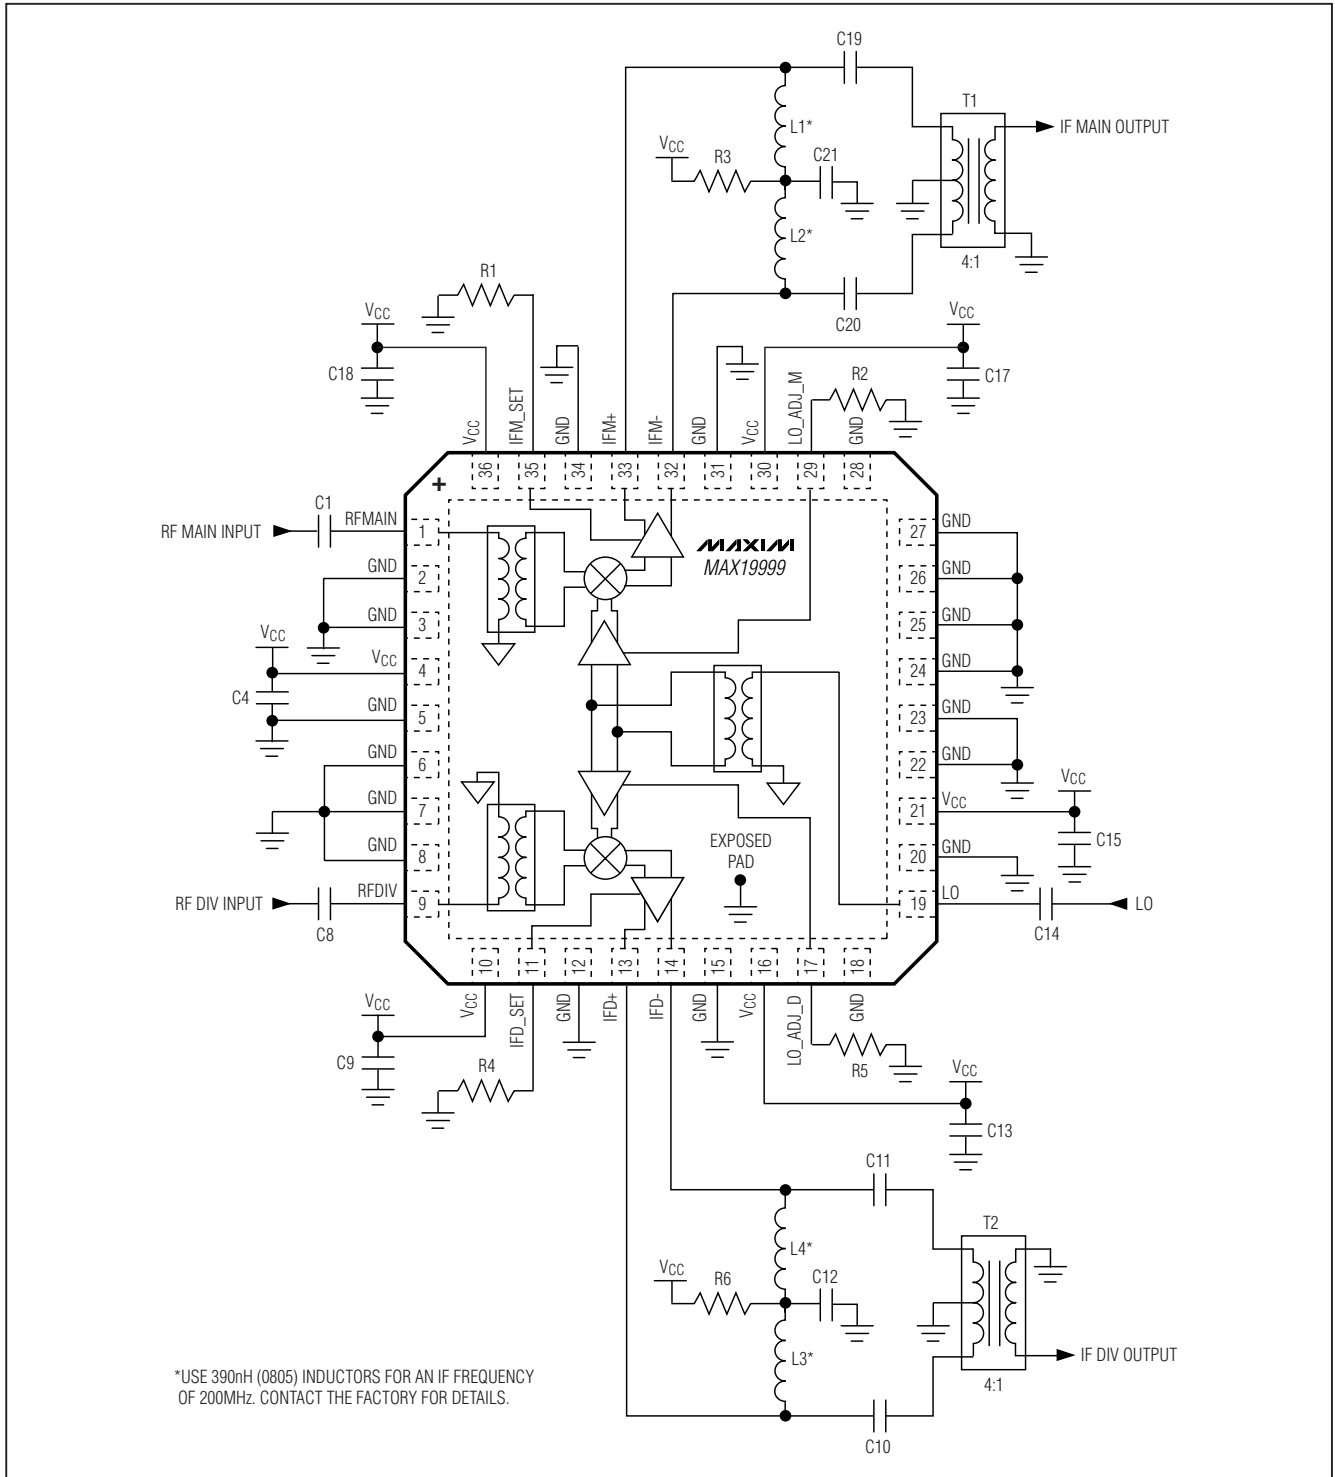 C19
T1
IF MAIN OUTPUT
L1*
VCC
R3
C21
L2*
4:1
R1
C20
VCC
VCC
C18
R2
C17
VCC
IFM_SET
GND
IFM+
IFM-
GND
VCC
LO_ADJ_M
GND
36
35
34
33
32
31
30
29
28
+
C1
RF MAIN INPUT
RFMAIN
1
MAXIM
MAX19999
27
GND
GND
2
26
GND
GND
3
25
GND
VCC
VCC
4
24
GND
C4
GND
5
23
GND
GND
6
22
GND
VCC
GND
7
21
VCC
C15
GND
8
EXPOSED
PAD
20
GND
RF DIV INPUT
RFDIV
9
19
LO
LO
C8
C14
10
11
12
13
14
15
16
17
18
VCC
IFD_SET
GND
IFD+
IFD-
GND
VCC
LO_ADJ_D
GND
VCC
C9
R4
R5
VCC
C13
C11
T2
L4*
VCC
R6
C12
L3*
IF DIV OUTPUT
4:1
C10
*USE 390nH (0805) INDUCTORS FOR AN IF FREQUENCY
OF 200MHz. CONTACT THE FACTORY FOR DETAILS.